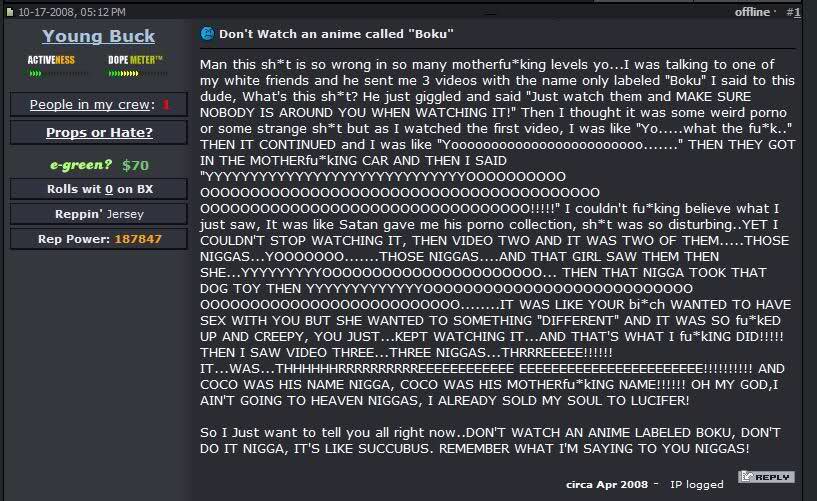 10-17-2008, 05:12 PM
offline
#1
Young Buck
ACTIVENESS
DOPE METER™
People in my crew: 1
Props or Hate?
e-green? $70
Rolls wit 0 on BX
Reppin' Jersey
Rep Power: 187847
Don't Watch an anime called "Boku"
Man this sh*t is so wrong in so many motherfu*king levels yo...I was talking to one of
my white friends and he sent me 3 videos with the name only labeled "Boku" I said to this
dude, What's this sh*t? He just giggled and said "Just watch them and MAKE SURE
NOBODY IS AROUND YOU WHEN WATCHING IT!" Then I thought it was some weird porno
or some strange sh*t but as I watched the first video, I was like "Yo.....what the fu*k.."
THEN IT CONTINUED and I was like "Yoooooooooooooooooooooooo......." THEN THEY GOT
IN THE MOTHERfu*kING CAR AND THEN I SAID
"YYYYYYYYYYYYYYYYYYYYYYYYYYYOOOOOOOOOO
OOOOOOOOOOOOOOOOOOOOOOOOOOOOOOOOOOOOOOOO
OOOOOOOOOOOOOOOOOOOOOOOOOOOOOOOOO!!!!!" I couldn't fu*king believe what I
just saw, It was like Satan gave me his porno collection, sh*t was so disturbing..YET I
COULDN'T STOP WATCHING IT, THEN VIDEO TWO AND IT WAS TWO OF THEM.....THOSE
NIGGAS...YOOOOOOO.......THOSE NIGGAS....AND THAT GIRL SAW THEM THEN
SHE...YYYYYYYYYOOOOOOOOOOOOOOOOOOOOOO... THEN THAT NIGGA TOOK THAT
DOG TOY THEN YYYYYYYYYYYYYOOOOOOOOOOOOOOOOOOOOOOOOOOO
OOOOOOOOOOOOOOOOOOOOOOOOOO........IT WAS LIKE YOUR bi*ch WANTED TO HAVE
SEX WITH YOU BUT SHE WANTED TO SOMETHING "DIFFERENT" AND IT WAS SO fu*kED
UP AND CREEPY, YOU JUST...KEPT WATCHING IT...AND THAT'S WHAT I fu*kING DID!!!!!
THEN I SAW VIDEO THREE...THREE NIGGAS...THRRREEEEE!!!!!!
IT...WAS...THHHHHHRRRRRRRRRREEEEEEEEEEEE EEEEEEEEEEEEEEEEEEEEEEE!!!!!!!!!! AND
COCO WAS HIS NAME NIGGA, COCO WAS HIS MOTHERfu*kING NAME!!!!!! OH MY GOD,I
AIN'T GOING TO HEAVEN NIGGAS, I ALREADY SOLD MY SOUL TO LUCIFER!
So I Just want to tell you all right now..DON'T WATCH AN ANIME LABELED BOKU, DON'T
DO IT NIGGA, IT'S LIKE SUCCUBUS. REMEMBER WHAT I'M SAYING TO YOU NIGGAS!
circa Apr 2008 - IP logged
REPLY